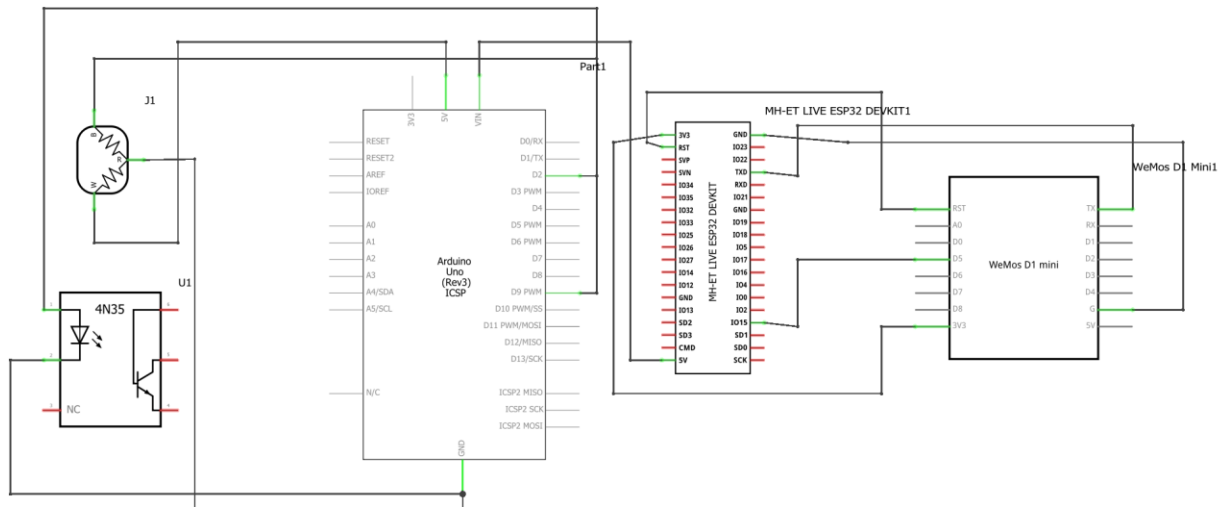 Part1
J1
B
R
W
U1
4N35
1
2
3
NC
6
5
4
3V3
5V
VIN
RESET
RESET2
AREF
IOREF
A0
A1
A2
A3
A4/SDA
A5/SCL
N/C
D0/RX
D1/TX
D2
D3 PWM
D4
D5 PWM
D6 PWM
D7
D8
D9 PWM
D10 PWM/SS
D11 PWM/MOSI
D12/MISO
D13/SCK
ICSP2 MISO
ICSP2 SCK
ICSP2 MOSI
GND
Arduino
Uno
(Rev3)
ICSP
MH-ET LIVE ESP32 DEVKIT1
3V3
RST
SVP
SVN
IO34
IO35
IO32
IO33
IO25
IO26
IO27
IO14
IO12
GND
IO13
SD2
SD3
CMD
5V
MH-ET LIVE ESP32 DEVKIT
GND
IO23
IO22
TXD
RXD
IO21
GND
IO19
IO18
IO5
IO17
IO16
IO4
IO0
IO2
IO15
SD1
SD0
SCK
WeMos D1 Mini1
RST
A0
D0
D5
D6
D7
D8
3V3
WeMos D1 mini
TX
RX
D1
D2
D3
D4
G
5V